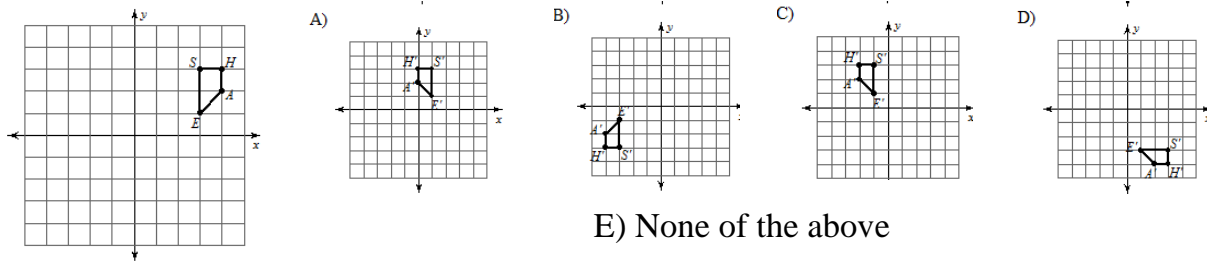 y
S H
A
E
x
A)
y
H' S'
A'
E'
x
B)
y
E'
A'
H' S'
C)
y
H' S'
A'
E'
x
D)
y
x
E' S'
A' H'
E) None of the above